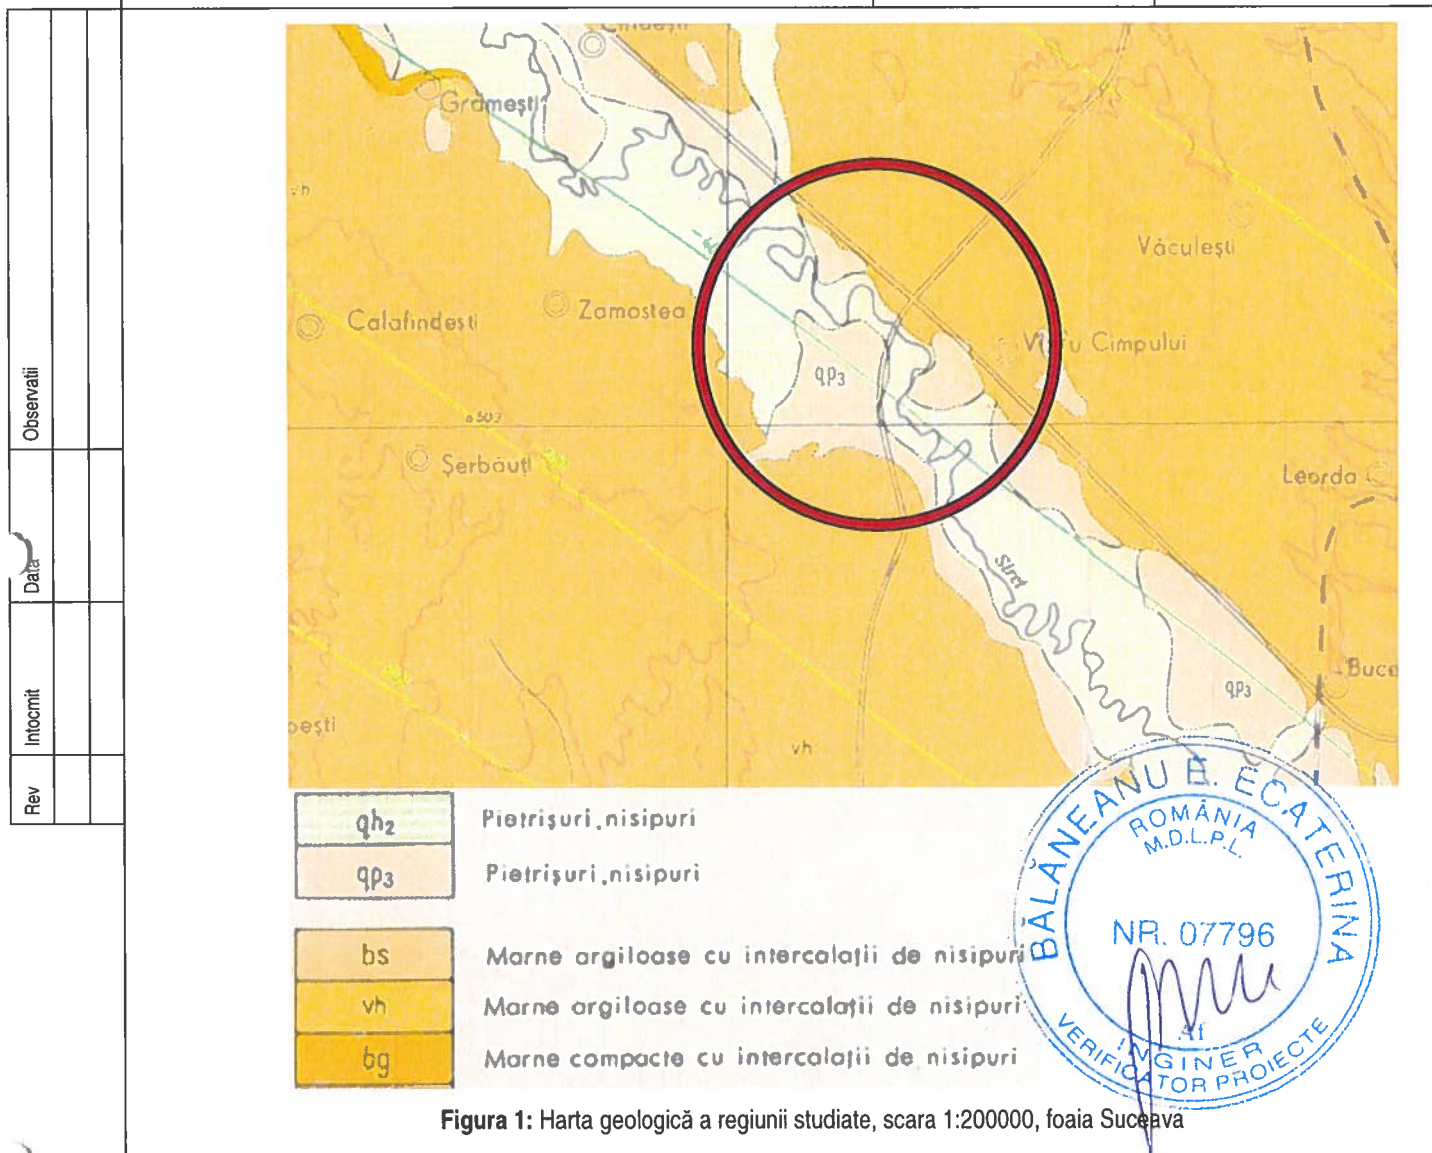 Observatii
Data
Intocmit
Rev
Grămești
vh
Văculești
Zamostea
Calafindești
Vîrfu Cimpului
qp3
Șerbăuți
Leorda
Siret
Buce
qp3
pești
vh
qh2 Pietrișuri, nisipuri
qp3 Pietrișuri, nisipuri
bs Marne argiloase cu intercalații de nisipuri
vh Marne argiloase cu intercalații de nisipuri
bg Marne compacte cu intercalații de nisipuri
BĂLĂNEANU E. ECATERINA
ROMÂNIA
M.D.L.P.L.
NR. 07796
Af
INGINER
VERIFICATOR PROIECTE
Figura 1: Harta geologică a regiunii studiate, scara 1:200000, foaia Suceava